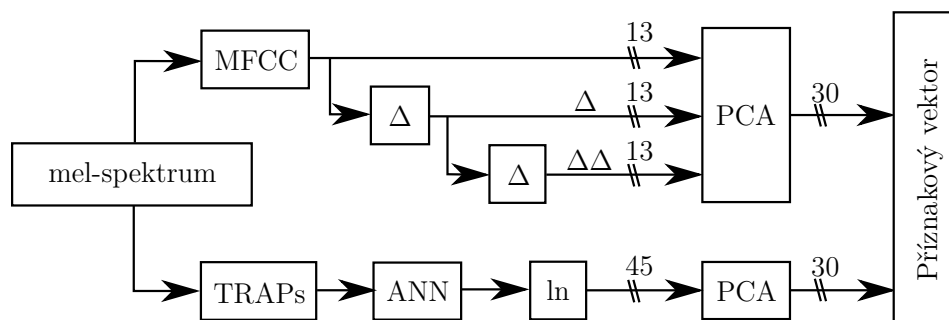 13
MFCC
13
Δ
Δ
PCA
30
13
ΔΔ
Δ
mel-spektrum
Příznakový vektor
45
30
TRAPs
ANN
ln
PCA